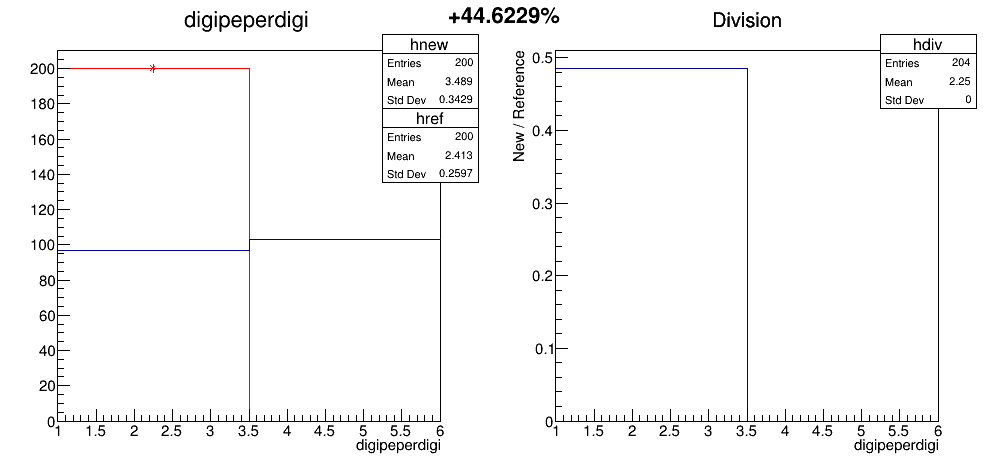 +44.6229%
digipeperdigi
hnew
Entries 200
Mean 3.489
Std Dev 0.3429
href
Entries 200
Mean 2.413
Std Dev 0.2597
200
180
160
140
120
100
80
60
40
20
0
1 1.5 2 2.5 3 3.5 4 4.5 5 5.5 6
digipeperdigi
Division
hdiv
Entries 204
Mean 2.25
Std Dev 0
New / Reference
0.5
0.4
0.3
0.2
0.1
0
1 1.5 2 2.5 3 3.5 4 4.5 5 5.5 6
digipeperdigi